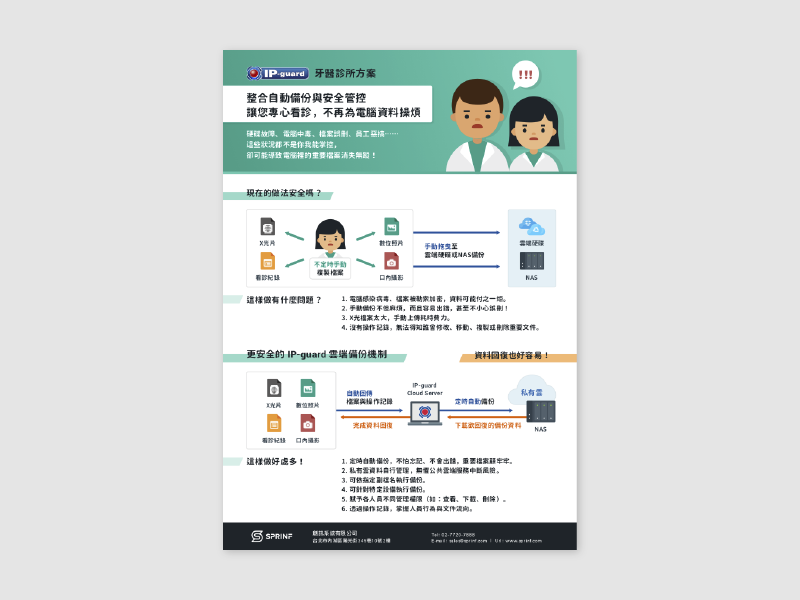 IP-guard 牙醫診所方案
!!!
整合自動備份與安全管控
讓您專心看診，不再為電腦資料操煩
硬碟故障、電腦中毒、檔案誤刪、員工惡搞⋯⋯
這些狀況都不是你我能掌控，
卻可能導致電腦裡的重要檔案消失無蹤！
現在的做法安全嗎？
X光片
數位照片
看診紀錄
口內攝影
不定時手動
複製檔案
手動拖曳至
雲端硬碟或NAS備份
雲端硬碟
NAS
這樣做有什麼問題？
1. 電腦感染病毒、檔案被勒索加密，資料可能付之一炬。
2. 手動備份不但麻煩，而且容易出錯，甚至不小心誤刪！
3. X光檔案太大，手動上傳耗時費力。
4. 沒有操作記錄，無法得知誰曾修改、移動、複製或刪除重要文件。
更安全的 IP-guard 雲端備份機制
資料回復也好容易！
X光片
數位照片
看診紀錄
口內攝影
自動回傳
檔案與操作記錄
完成資料回復
IP-guard
Cloud Server
定時自動備份
下載欲回復的備份資料
私有雲
NAS
這樣做好處多！
1. 定時自動備份，不怕忘記、不會出錯，重要檔案顧牢牢。
2. 私有雲資料自行管理，無懼公共雲端服務中斷風險。
3. 可依指定副檔名執行備份。
4. 可針對特定設備執行備份。
5. 賦予各人員不同管理權限（如：查看、下載、刪除）。
6. 透過操作記錄，掌握人員行為與文件流向。
SPRINF
Tel: 02-7720-7889
E-mail: sales@sprinf.com | Url: www.sprinf.com